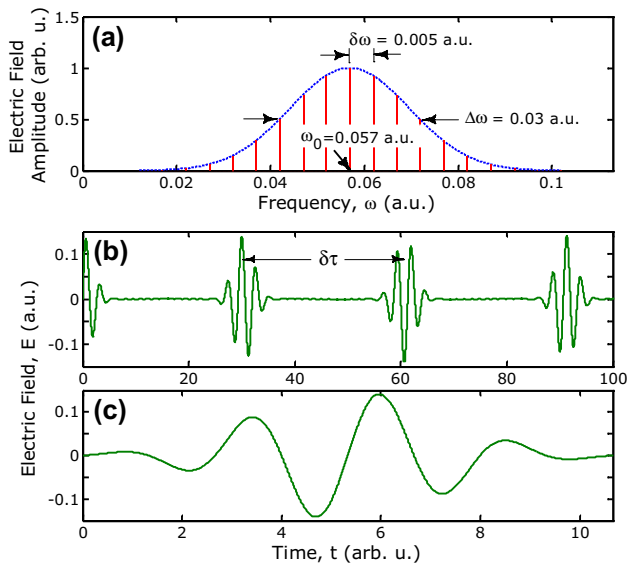 (a)
δω = 0.005 a.u.
Δω = 0.03 a.u.
ω₀=0.057 a.u.
Electric Field
Amplitude (arb. u.)
1.5
1
0.5
0
0 0.02 0.04 0.06 0.08 0.1
Frequency, ω (a.u.)
(b)
δτ
0.1
0
-0.1
0 20 40 60 80 100
Electric Field, E (a.u.)
(c)
0.1
0
-0.1
0 2 4 6 8 10
Time, t (arb. u.)